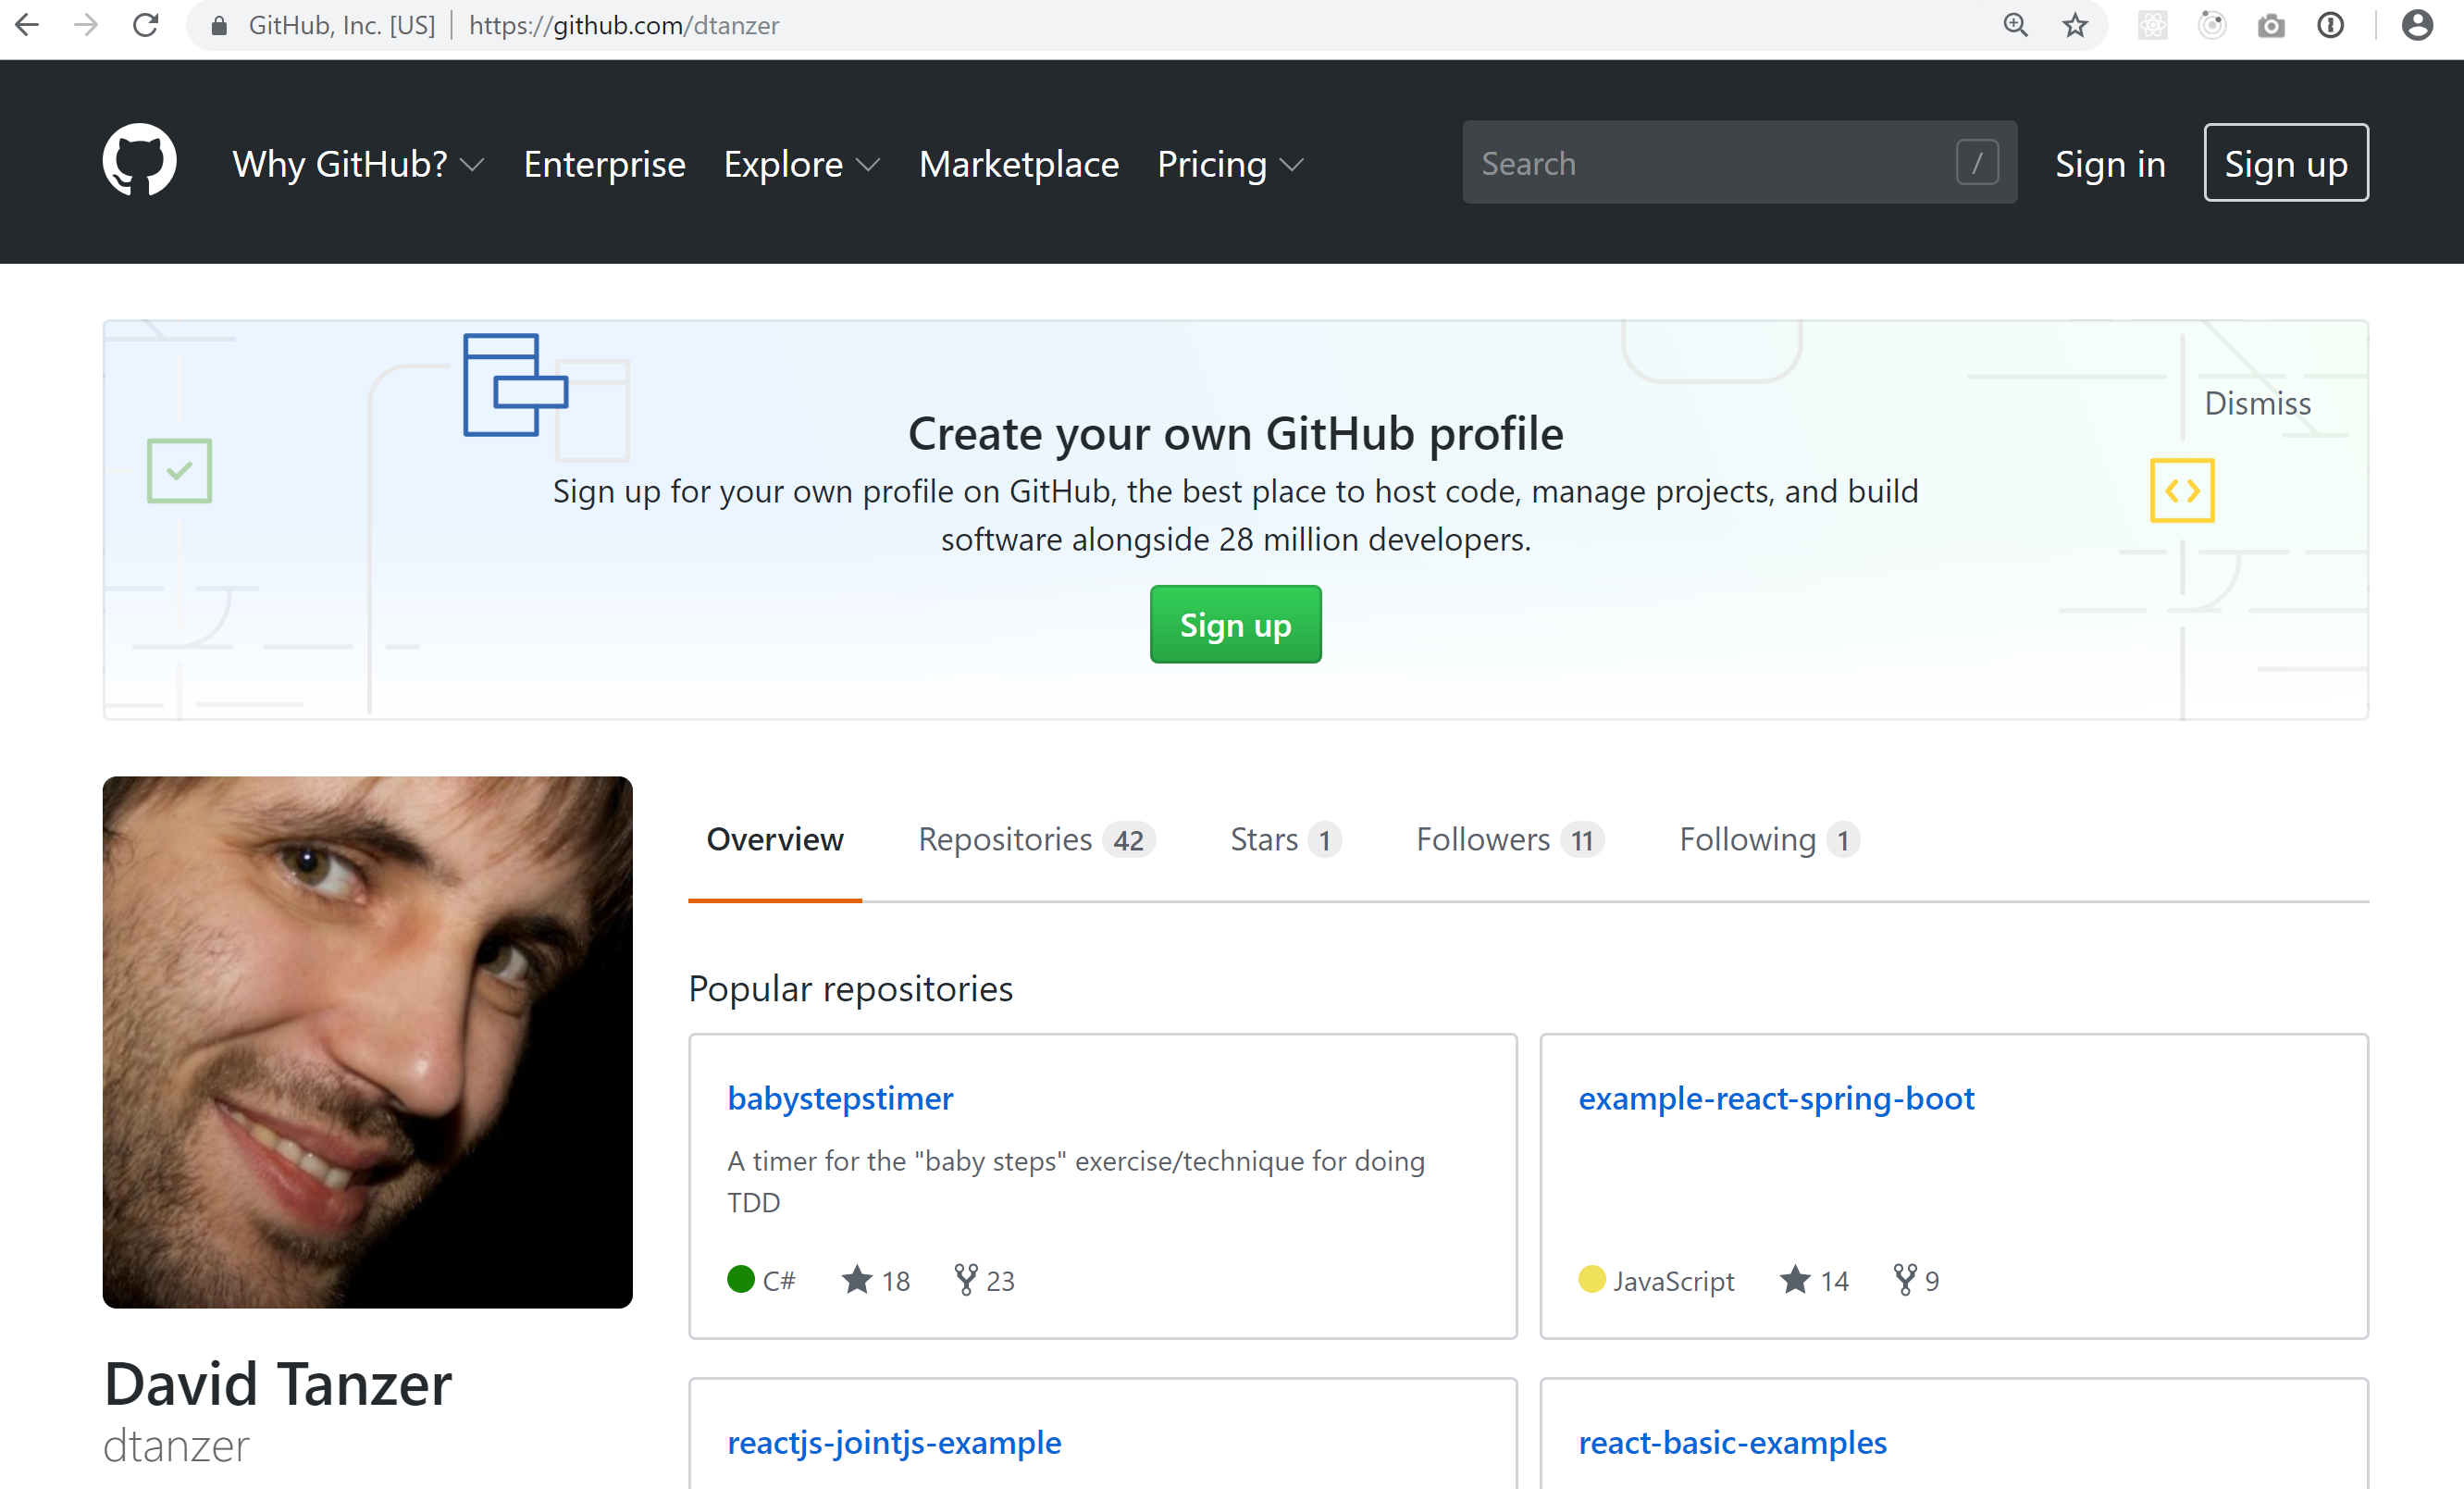 GitHub, Inc. [US] | https://github.com/dtanzer
Why GitHub? Enterprise Explore Marketplace Pricing Search / Sign in Sign up
Dismiss
Create your own GitHub profile
Sign up for your own profile on GitHub, the best place to host code, manage projects, and build
software alongside 28 million developers.
Sign up
Overview Repositories 42 Stars 1 Followers 11 Following 1
Popular repositories
babystepstimer
A timer for the "baby steps" exercise/technique for doing
TDD
C# 18 23
example-react-spring-boot
JavaScript 14 9
David Tanzer
dtanzer
reactjs-jointjs-example
react-basic-examples